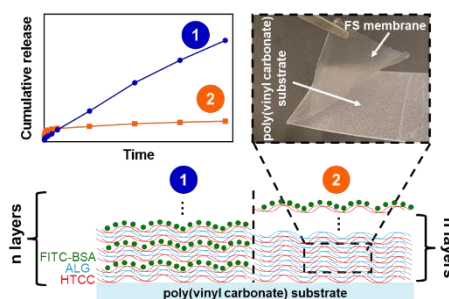 Cumulative release
Time
1
2
FS membrane
poly(vinyl carbonate)
substrate
1
2
n layers
FITC-BSA
ALG
HTCC
n layers
poly(vinyl carbonate) substrate